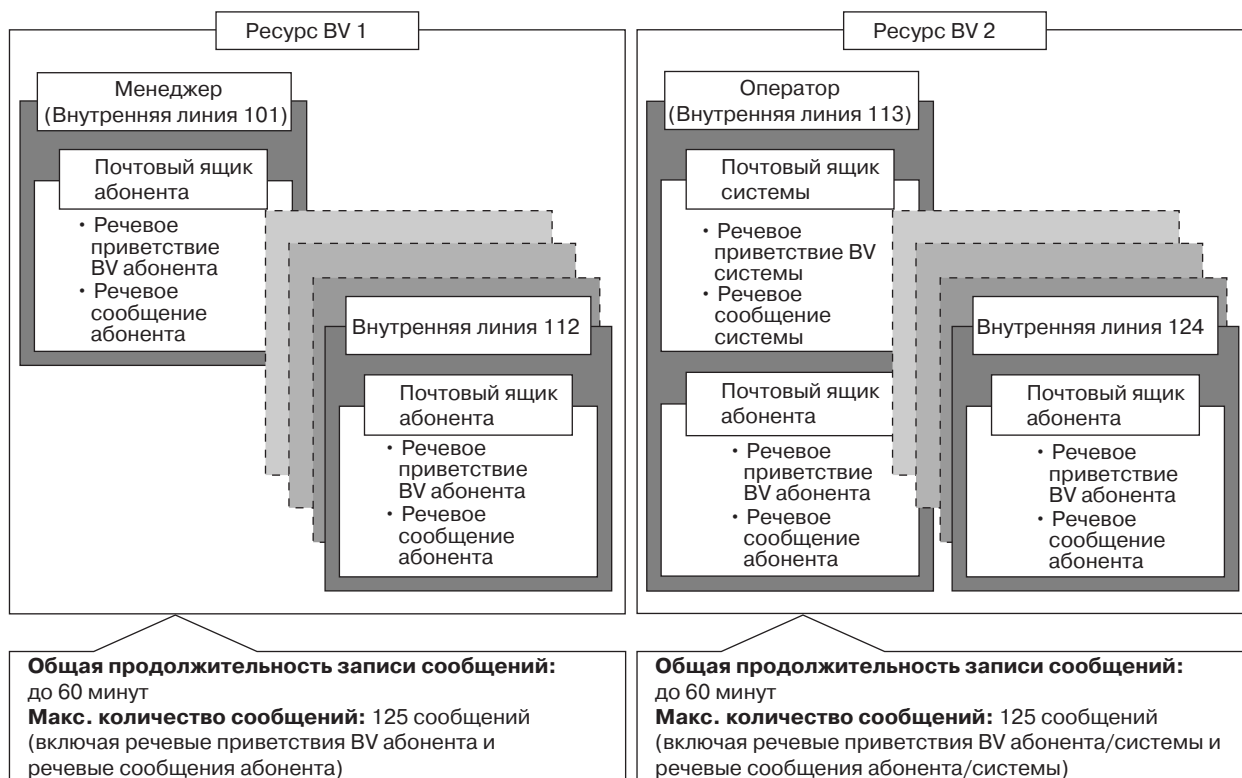 Ресурс BV 1
Менеджер
(Внутренняя линия 101)
Почтовый ящик
абонента
• Речевое
приветствие
BV абонента
• Речевое
сообщение
абонента
Внутренняя линия 112
Почтовый ящик
абонента
• Речевое
приветствие
BV абонента
• Речевое
сообщение
абонента
Общая продолжительность записи сообщений:
до 60 минут
Макс. количество сообщений: 125 сообщений
(включая речевые приветствия BV абонента и
речевые сообщения абонента)
Ресурс BV 2
Оператор
(Внутренняя линия 113)
Почтовый ящик
системы
• Речевое
приветствие BV
системы
• Речевое
сообщение
системы
Почтовый ящик
абонента
• Речевое
приветствие
BV абонента
• Речевое
сообщение
абонента
Внутренняя линия 124
Почтовый ящик
абонента
• Речевое
приветствие
BV абонента
• Речевое
сообщение
абонента
Общая продолжительность записи сообщений:
до 60 минут
Макс. количество сообщений: 125 сообщений
(включая речевые приветствия BV абонента/системы и
речевые сообщения абонента/системы)